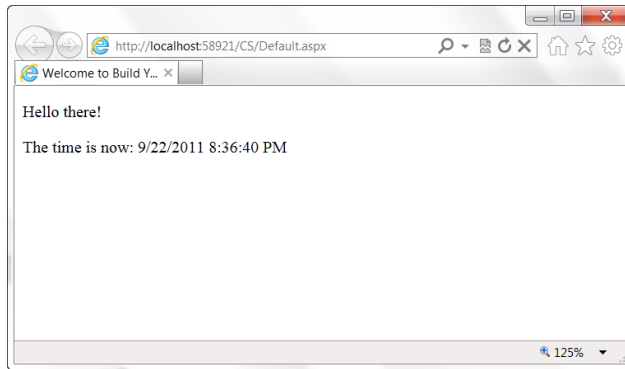 http://localhost:58921/CS/Default.aspx
Welcome to Build Y...
Hello there!
The time is now: 9/22/2011 8:36:40 PM
125%